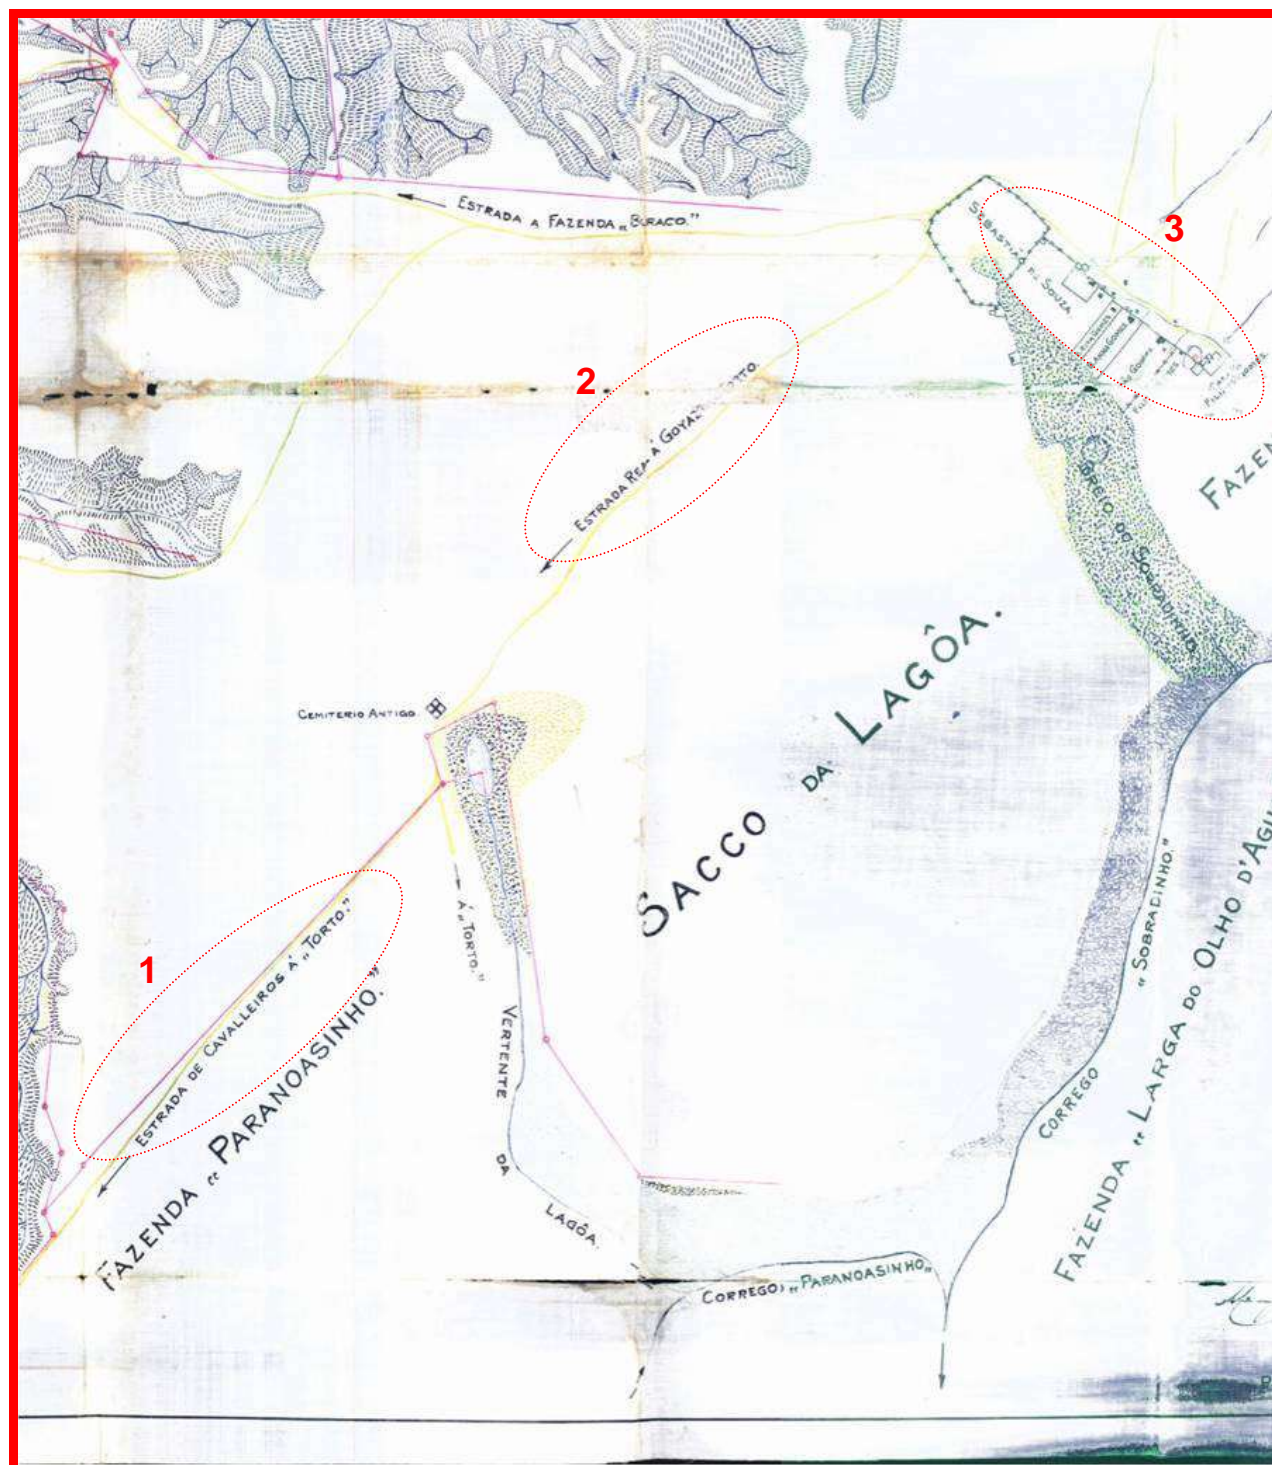 ESTRADA A FAZENDA „BURACO."
3
SEBASTIÃO DE SOUZA
2
ESTRADA REAL Á GOYAZ
FAZEN
BREJO DO SOBRADINHO.
CEMITERIO ANTIGO.
SACCO DA LAGÔA.
1
ESTRADA DE CAVALLEIROS Á „TORTO."
Á „TORTO."
FAZENDA „PARANOASINHO."
VERTENTE DA LAGÔA.
CORREGO „SOBRADINHO."
FAZENDA „LARGA DO OLHO D'AGU
CORREGO „PARANOASINHO„